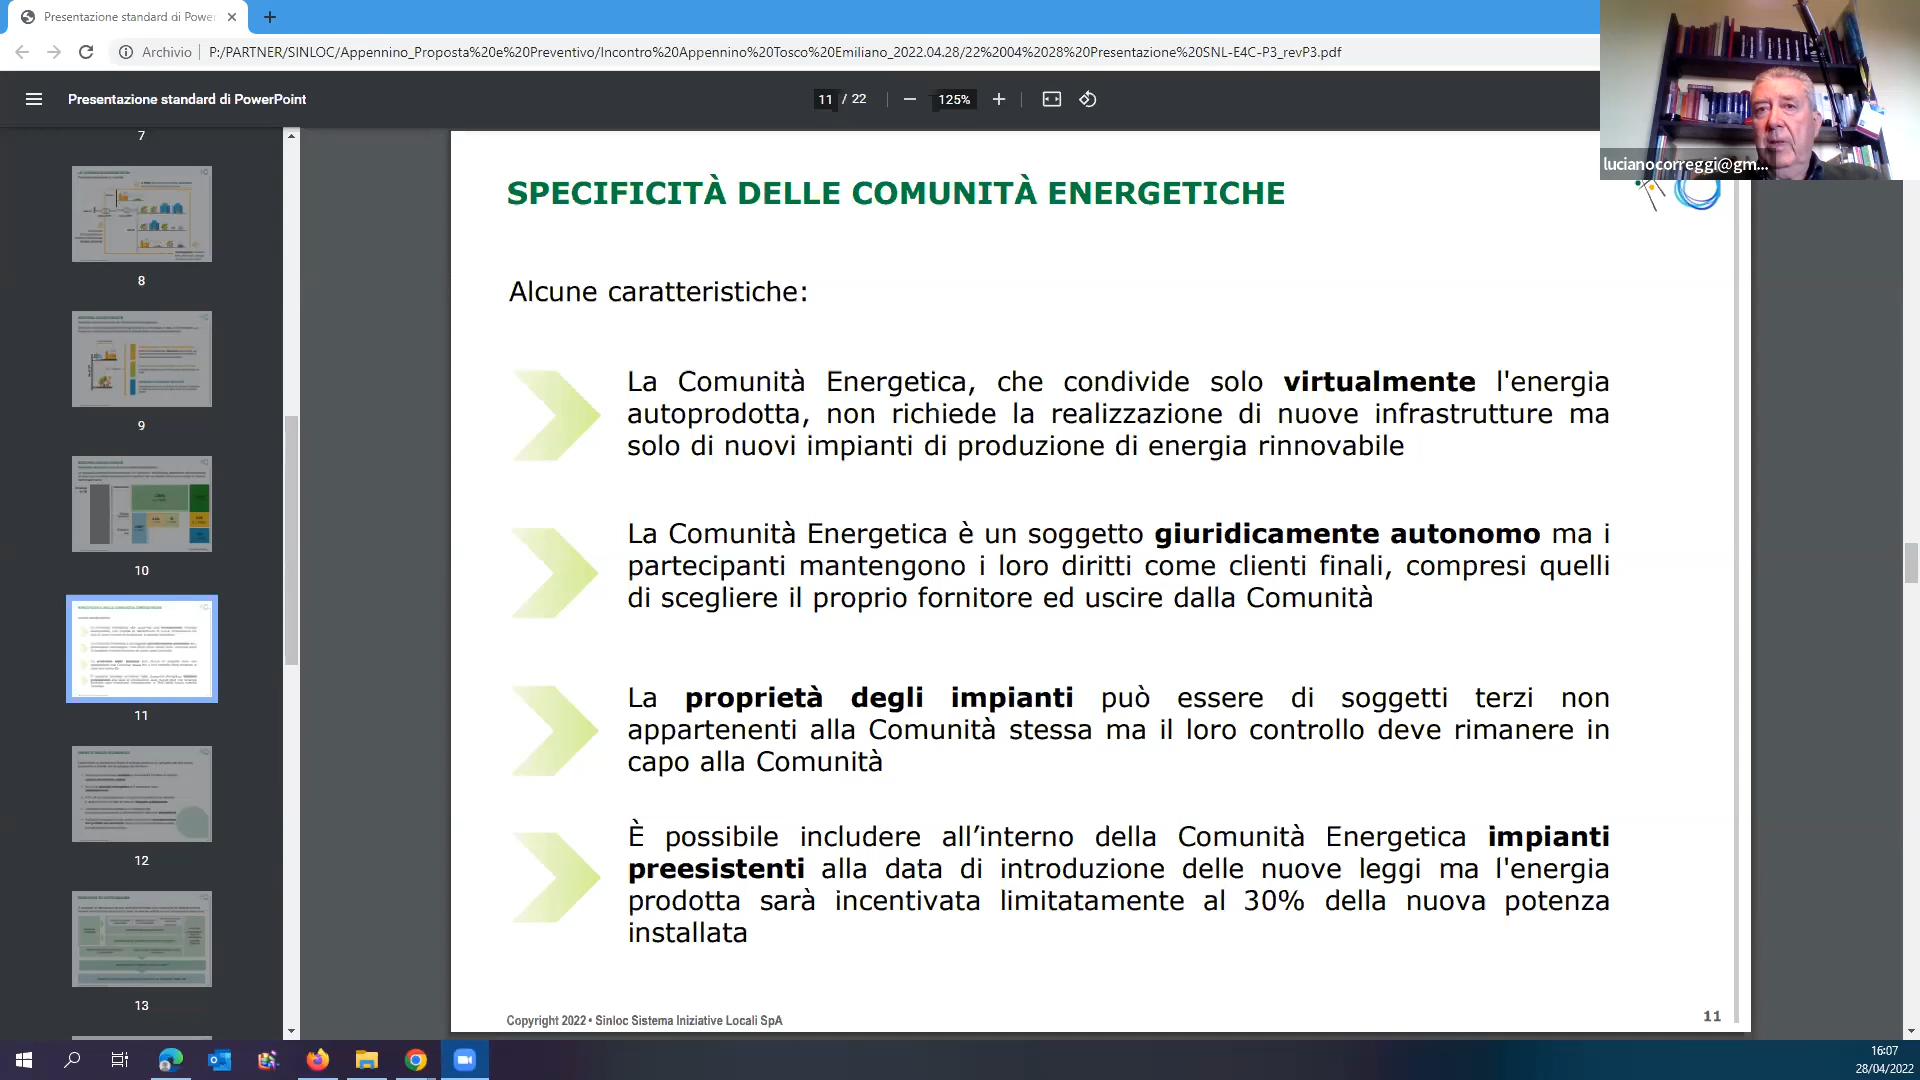 Presentazione standard di Power
Archivio
P:/PARTNER/SINLOC/Appennino_Proposta%20e%20Preventivo/Incontro%20Appennino%20Tosco%20Emiliano_2022.04.28/22%2004%2028%20Presentazione%20SNL-E4C-P3_revP3.pdf
Presentazione standard di PowerPoint
11 / 22
125%
lucianocorreggi@gm...
7
8
9
10
11
12
13
SPECIFICITÀ DELLE COMUNITÀ ENERGETICHE
Alcune caratteristiche:
La Comunità Energetica, che condivide solo virtualmente l'energia
autoprodotta, non richiede la realizzazione di nuove infrastrutture ma
solo di nuovi impianti di produzione di energia rinnovabile
La Comunità Energetica è un soggetto giuridicamente autonomo ma i
partecipanti mantengono i loro diritti come clienti finali, compresi quelli
di scegliere il proprio fornitore ed uscire dalla Comunità
La proprietà degli impianti può essere di soggetti terzi non
appartenenti alla Comunità stessa ma il loro controllo deve rimanere in
capo alla Comunità
È possibile includere all’interno della Comunità Energetica impianti
preesistenti alla data di introduzione delle nuove leggi ma l'energia
prodotta sarà incentivata limitatamente al 30% della nuova potenza
installata
Copyright 2022 • Sinloc Sistema Iniziative Locali SpA
11
16:07
28/04/2022